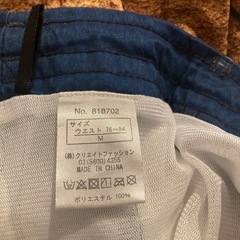 No. 818702
サイズ
ウエスト 76〜84
M
(株)クリエイトファッション
03(5600)4355
MADE IN CHINA
ポリエステル 100%